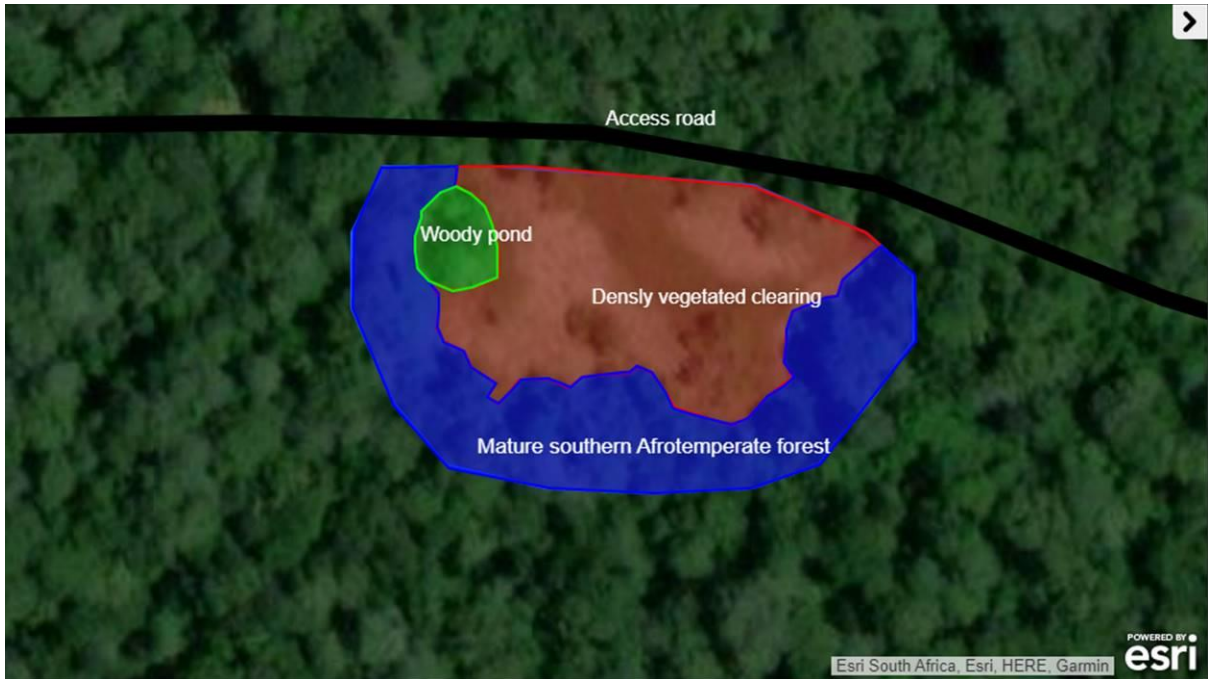 Access road
Woody pond
Densly vegetated clearing
Mature southern Afrotemperate forest
POWERED BY
esri
Esri South Africa, Esri, HERE, Garmin